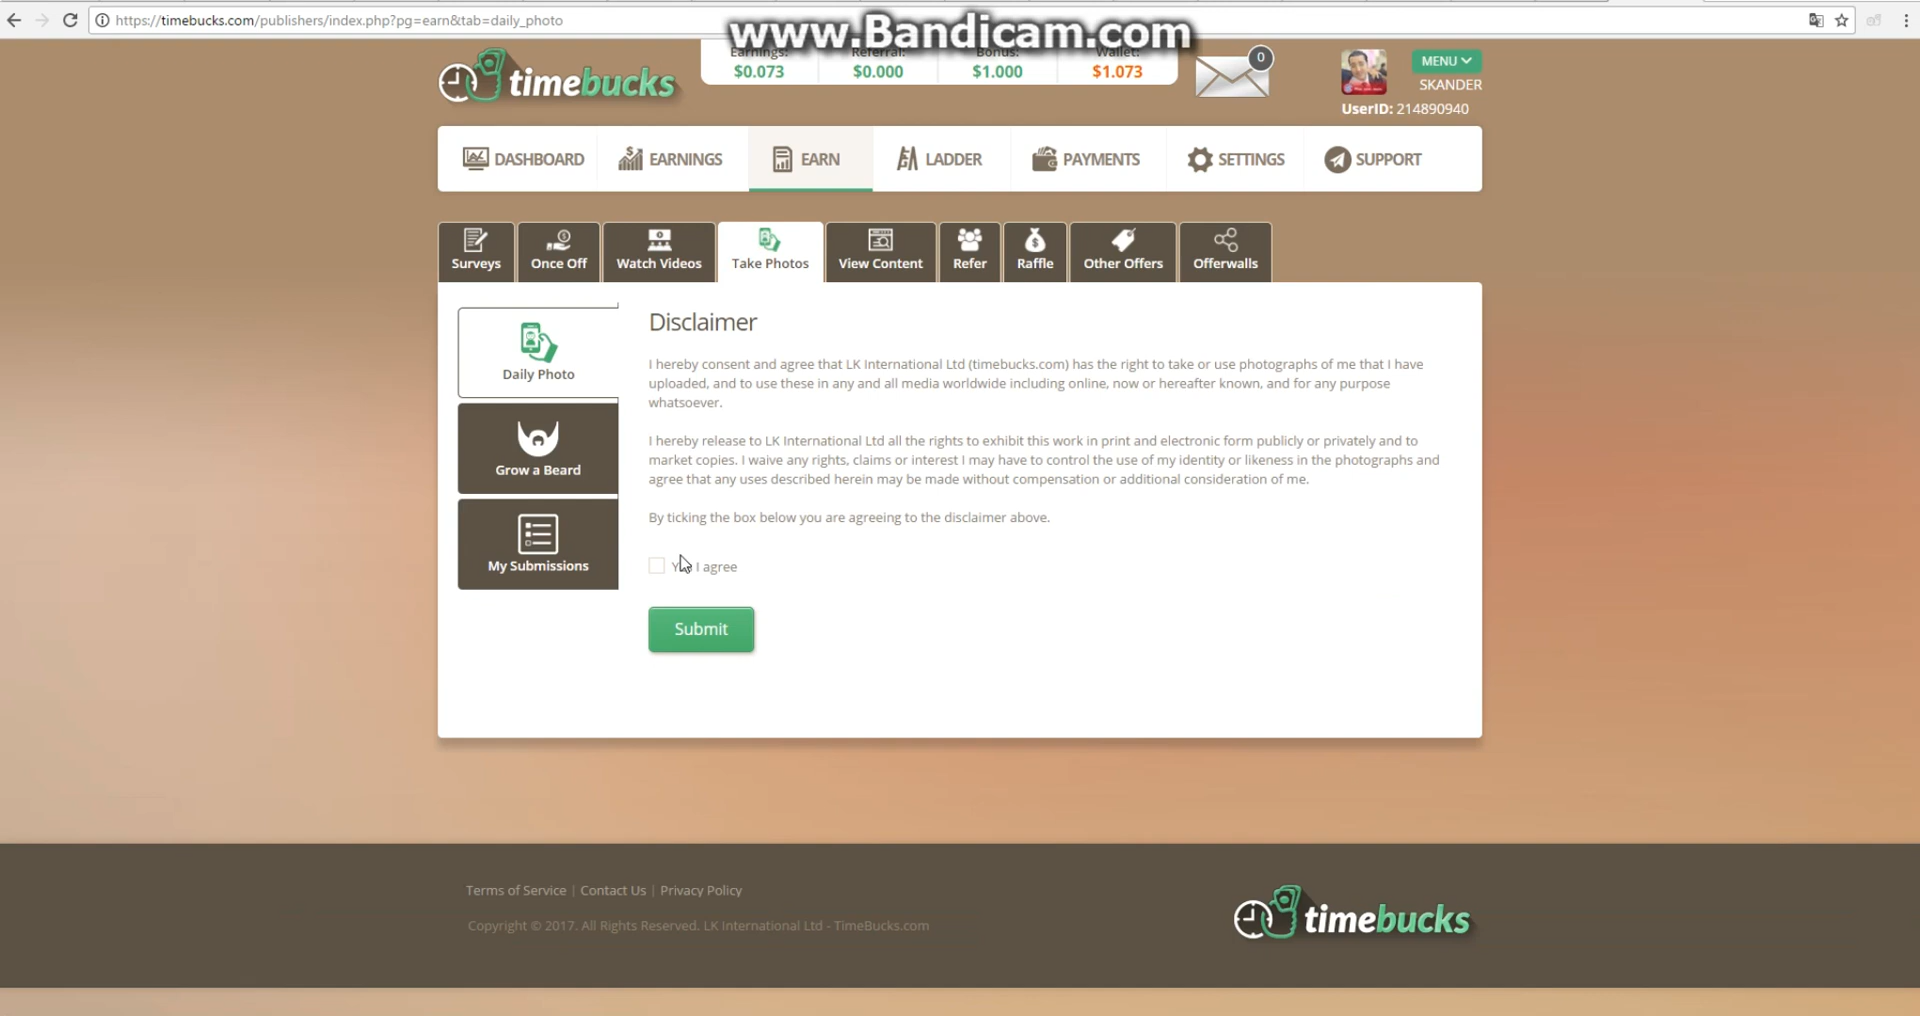 https://timebucks.com/publishers/index.php?pg=earn&tab=daily_photo
www.Bandicam.com
timebucks
Earnings: Referral: Bonus: Wallet:
$0.073 $0.000 $1.000 $1.073
0
MENU
SKANDER
UserID: 214890940
DASHBOARD EARNINGS EARN LADDER PAYMENTS SETTINGS SUPPORT
Surveys Once Off Watch Videos Take Photos View Content Refer Raffle Other Offers Offerwalls
Daily Photo
Grow a Beard
My Submissions
Disclaimer
I hereby consent and agree that LK International Ltd (timebucks.com) has the right to take or use photographs of me that I have
uploaded, and to use these in any and all media worldwide including online, now or hereafter known, and for any purpose
whatsoever.
I hereby release to LK International Ltd all the rights to exhibit this work in print and electronic form publicly or privately and to
market copies. I waive any rights, claims or interest I may have to control the use of my identity or likeness in the photographs and
agree that any uses described herein may be made without compensation or additional consideration of me.
By ticking the box below you are agreeing to the disclaimer above.
I agree
Submit
Terms of Service | Contact Us | Privacy Policy
Copyright © 2017. All Rights Reserved. LK International Ltd - TimeBucks.com
timebucks